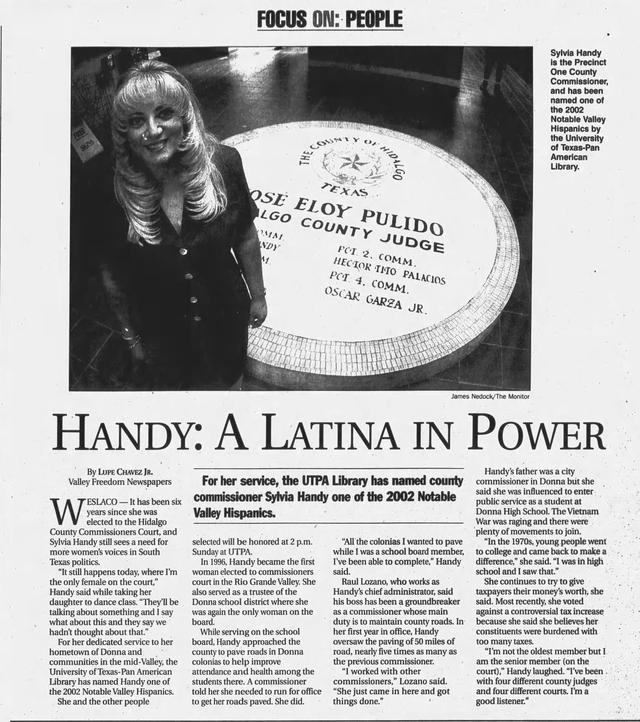 FOCUS ON: PEOPLE
Sylvia Handy
is the Precinct
One County
Commissioner,
and has been
named one of
the 2002
Notable Valley
Hispanics by
the University
of Texas-Pan
American
Library.
THE COUNTY OF HIDALGO
TEXAS
OSE ELOY PULIDO
ALGO COUNTY JUDGE
OMM.
NDY
M.
PCT 2. COMM.
HECTOR TITO PALACIOS
PCT 4. COMM.
OSCAR GARZA JR.
James Nedock/The Monitor
HANDY: A LATINA IN POWER
By LUPE CHAVEZ JR.
Valley Freedom Newspapers
WESLACO — It has been six
years since she was
elected to the Hidalgo
County Commissioners Court, and
Sylvia Handy still sees a need for
more women's voices in South
Texas politics.
"It still happens today, where I'm
the only female on the court,"
Handy said while taking her
daughter to dance class. "They'll be
talking about something and I say
what about this and they say we
hadn't thought about that."
For her dedicated service to her
hometown of Donna and
communities in the mid-Valley, the
University of Texas-Pan American
Library has named Handy one of
the 2002 Notable Valley Hispanics.
She and the other people
For her service, the UTPA Library has named county
commissioner Sylvia Handy one of the 2002 Notable
Valley Hispanics.
selected will be honored at 2 p.m.
Sunday at UTPA.
In 1996, Handy became the first
woman elected to commissioners
court in the Rio Grande Valley. She
also served as a trustee of the
Donna school district where she
was again the only woman on the
board.
While serving on the school
board, Handy approached the
county to pave roads in Donna
colonias to help improve
attendance and health among the
students there. A commissioner
told her she needed to run for office
to get her roads paved. She did.
"All the colonias I wanted to pave
while I was a school board member,
I've been able to complete," Handy
said.
Raul Lozano, who works as
Handy's chief administrator, said
his boss has been a groundbreaker
as a commissioner whose main
duty is to maintain county roads. In
her first year in office, Handy
oversaw the paving of 50 miles of
road, nearly five times as many as
the previous commissioner.
"I worked with other
commissioners," Lozano said.
"She just came in here and got
things done."
Handy's father was a city
commissioner in Donna but she
said she was influenced to enter
public service as a student at
Donna High School. The Vietnam
War was raging and there were
plenty of movements to join.
"In the 1970s, young people went
to college and came back to make a
difference," she said. "I was in high
school and I saw that."
She continues to try to give
taxpayers their money's worth, she
said. Most recently, she voted
against a controversial tax increase
because she said she believes her
constituents were burdened with
too many taxes.
"I'm not the oldest member but I
am the senior member (on the
court)," Handy laughed. "I've been
with four different county judges
and four different courts. I'm a
good listener."